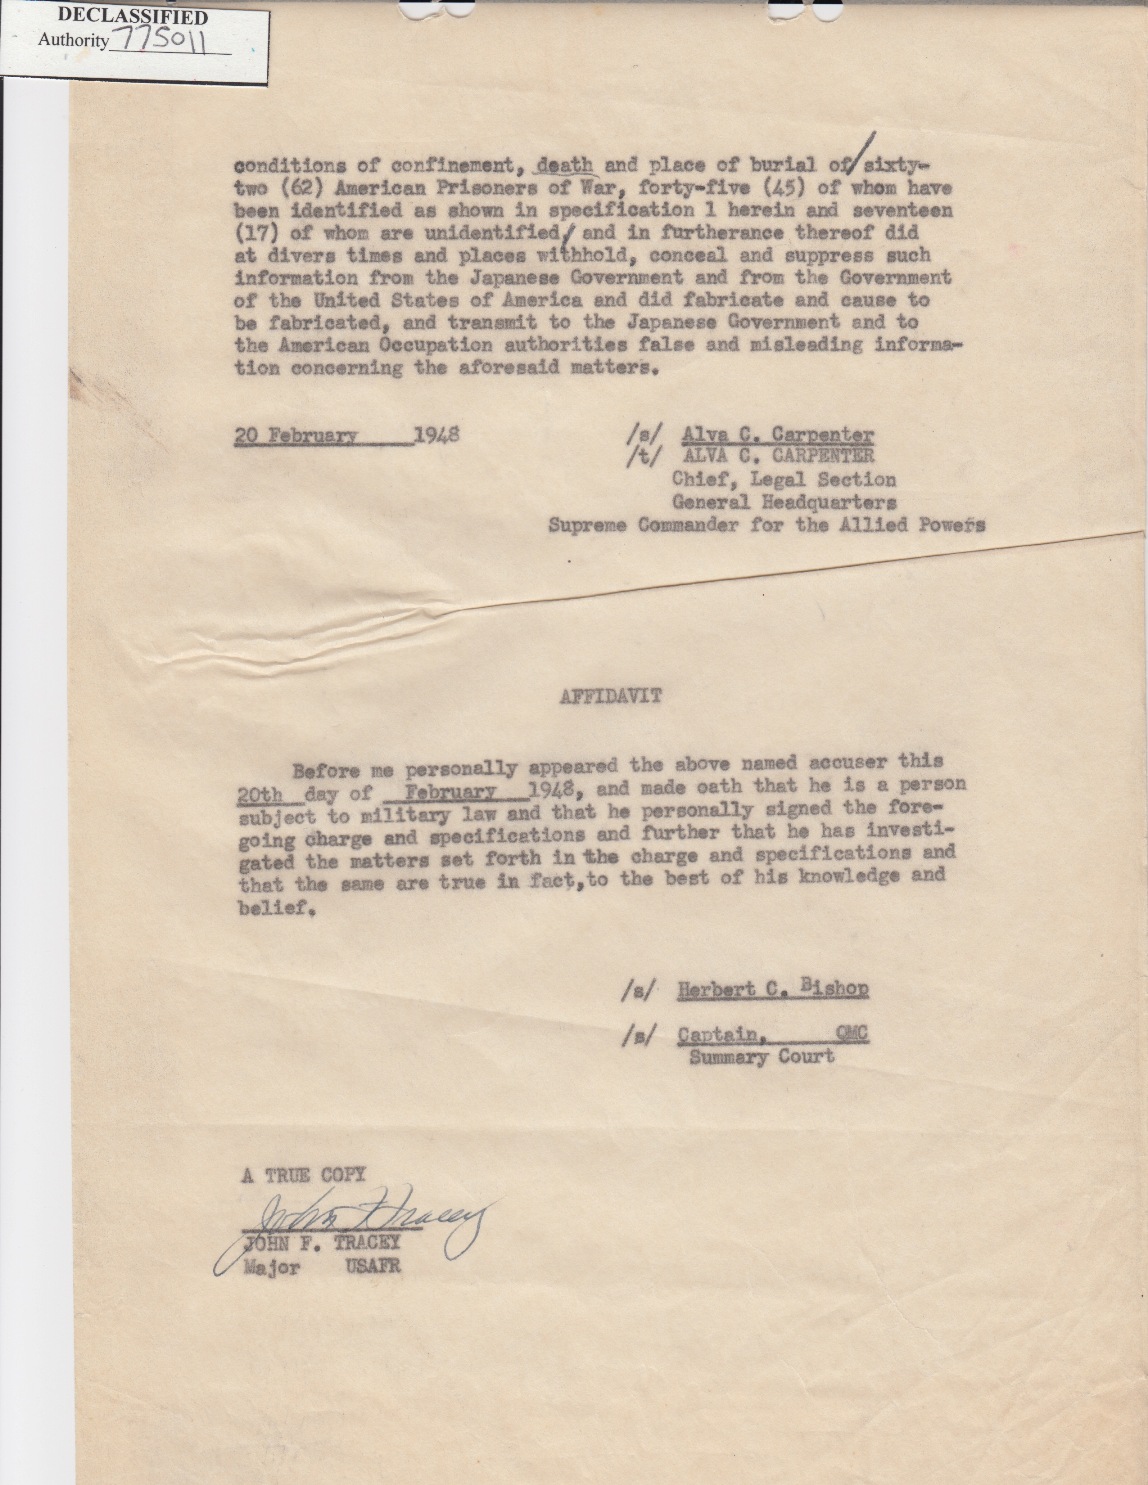 DECLASSIFIED
Authority 775011
conditions of confinement, death and place of burial of/sixty-
two (62) American Prisoners of War, forty-five (45) of whom have
been identified as shown in specification 1 herein and seventeen
(17) of whom are unidentified/ and in furtherance thereof did
at divers times and places withhold, conceal and suppress such
information from the Japanese Government and from the Government
of the United States of America and did fabricate and cause to
be fabricated, and transmit to the Japanese Government and to
the American Occupation authorities false and misleading informa-
tion concerning the aforesaid matters.
20 February 1948 /s/ Alva C. Carpenter
/t/ ALVA C. CARPENTER
Chief, Legal Section
General Headquarters
Supreme Commander for the Allied Powers
AFFIDAVIT
Before me personally appeared the above named accuser this
20th day of February 1948, and made oath that he is a person
subject to military law and that he personally signed the fore-
going charge and specifications and further that he has investi-
gated the matters set forth in the charge and specifications and
that the same are true in fact,to the best of his knowledge and
belief.
/s/ Herbert C. Bishop
/s/ Captain, QMC
Summary Court
A TRUE COPY
John F Tracey
JOHN F. TRACEY
Major USAFR